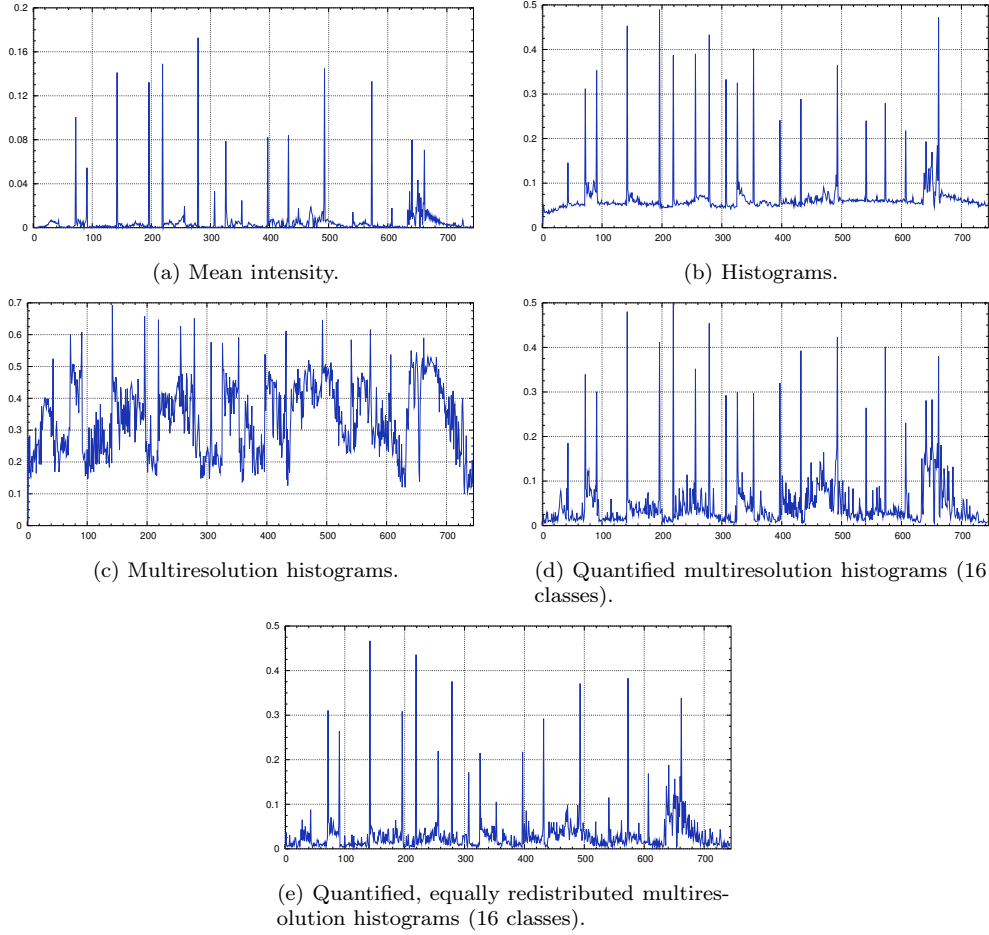 0.2
0.16
0.12
0.08
0.04
0
0 100 200 300 400 500 600 700
(a) Mean intensity.
0.5
0.4
0.3
0.2
0.1
0
0 100 200 300 400 500 600 700
(b) Histograms.
0.7
0.6
0.5
0.4
0.3
0.2
0.1
0
0 100 200 300 400 500 600 700
(c) Multiresolution histograms.
0.5
0.4
0.3
0.2
0.1
0
0 100 200 300 400 500 600 700
(d) Quantified multiresolution histograms (16
classes).
0.5
0.4
0.3
0.2
0.1
0
0 100 200 300 400 500 600 700
(e) Quantified, equally redistributed multires-
olution histograms (16 classes).